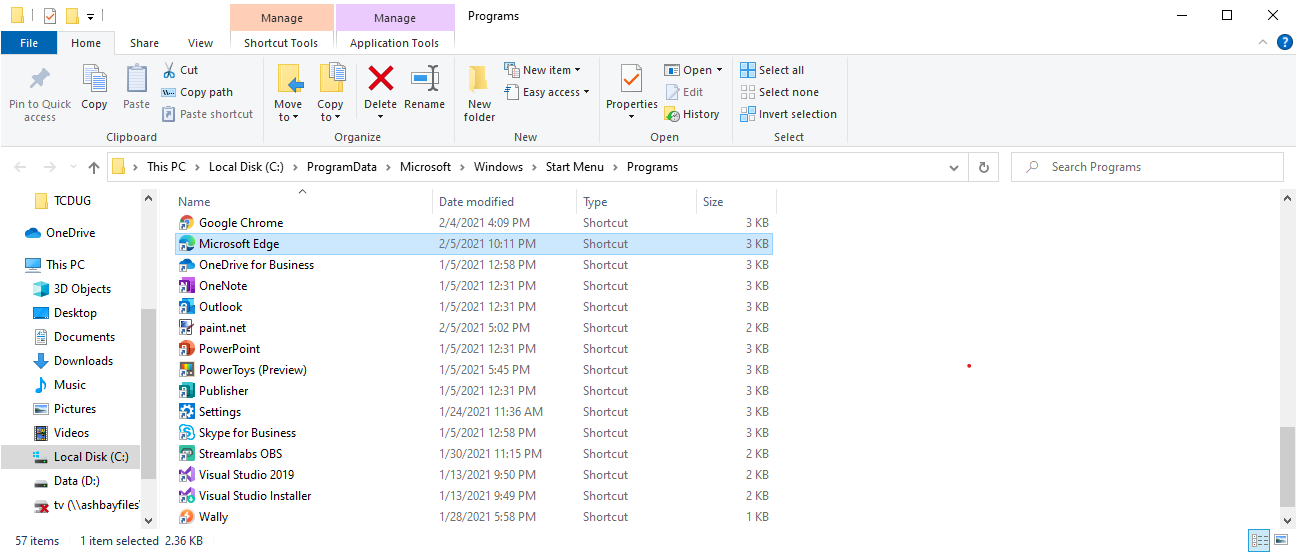 Manage Manage Programs
File Home Share View Shortcut Tools Application Tools
Pin to Quick access
Copy
Paste
Cut
Copy path
Paste shortcut
Clipboard
Move to
Copy to
Delete
Rename
Organize
New folder
New item
Easy access
New
Properties
Open
Edit
History
Open
Select all
Select none
Invert selection
Select
This PC > Local Disk (C:) > ProgramData > Microsoft > Windows > Start Menu > Programs
Search Programs
TCDUG
OneDrive
This PC
3D Objects
Desktop
Documents
Downloads
Music
Pictures
Videos
Local Disk (C:)
Data (D:)
tv (\\ashbayfiles\
Name Date modified Type Size
Google Chrome 2/4/2021 4:09 PM Shortcut 3 KB
Microsoft Edge 2/5/2021 10:11 PM Shortcut 3 KB
OneDrive for Business 1/5/2021 12:58 PM Shortcut 3 KB
OneNote 1/5/2021 12:31 PM Shortcut 3 KB
Outlook 1/5/2021 12:31 PM Shortcut 3 KB
paint.net 2/5/2021 5:02 PM Shortcut 2 KB
PowerPoint 1/5/2021 12:31 PM Shortcut 3 KB
PowerToys (Preview) 1/5/2021 5:45 PM Shortcut 3 KB
Publisher 1/5/2021 12:31 PM Shortcut 3 KB
Settings 1/24/2021 11:36 AM Shortcut 3 KB
Skype for Business 1/5/2021 12:58 PM Shortcut 3 KB
Streamlabs OBS 1/30/2021 11:15 PM Shortcut 2 KB
Visual Studio 2019 1/13/2021 9:50 PM Shortcut 2 KB
Visual Studio Installer 1/13/2021 9:49 PM Shortcut 2 KB
Wally 1/28/2021 5:58 PM Shortcut 1 KB
57 items 1 item selected 2.36 KB